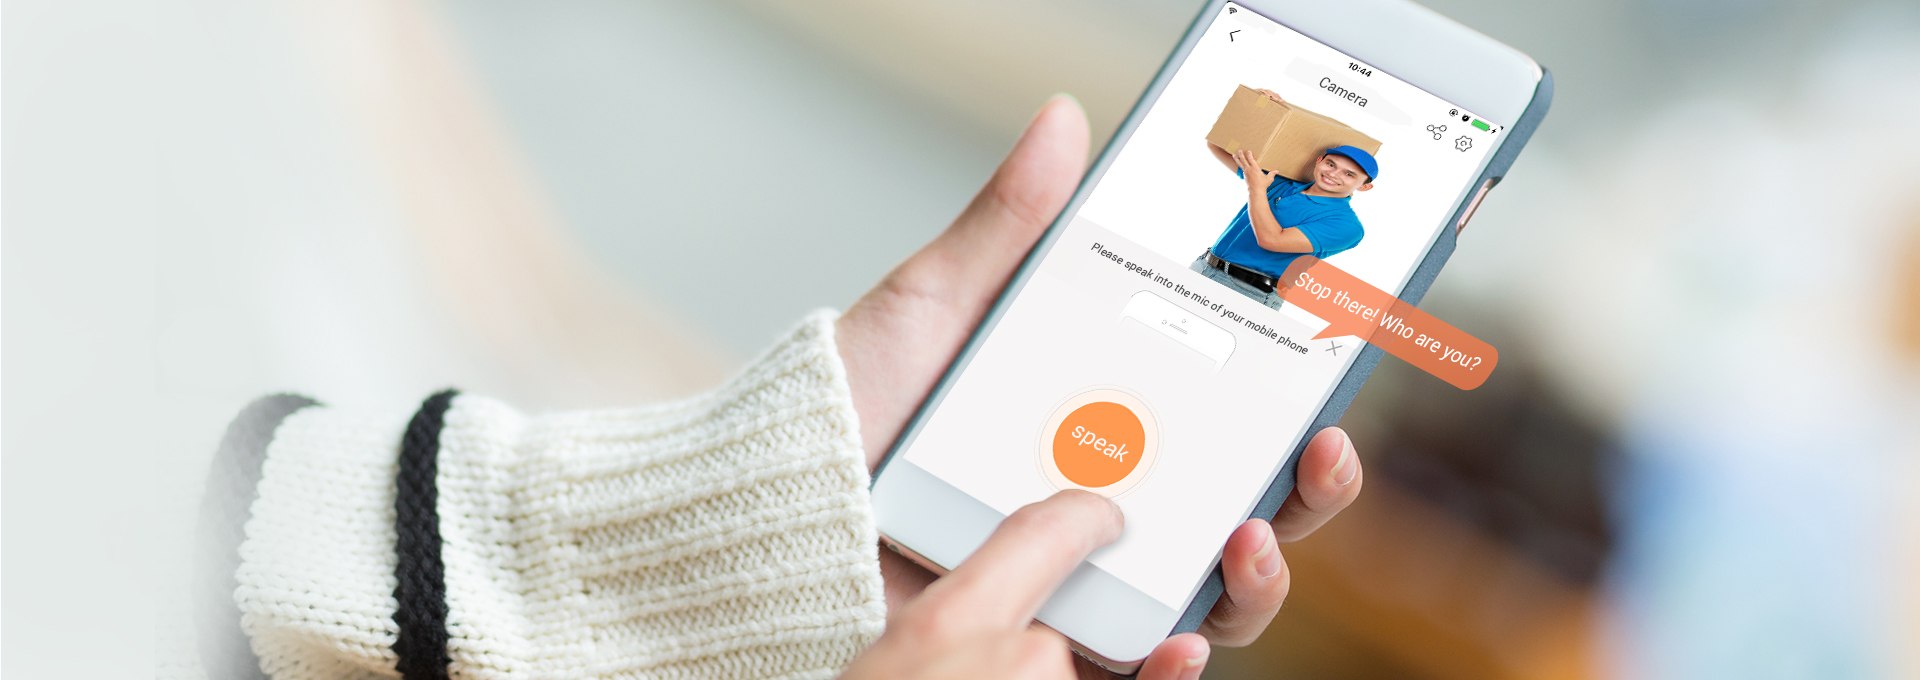 10:44
Camera
Please speak into the mic of your mobile phone
Stop there! Who are you?
speak